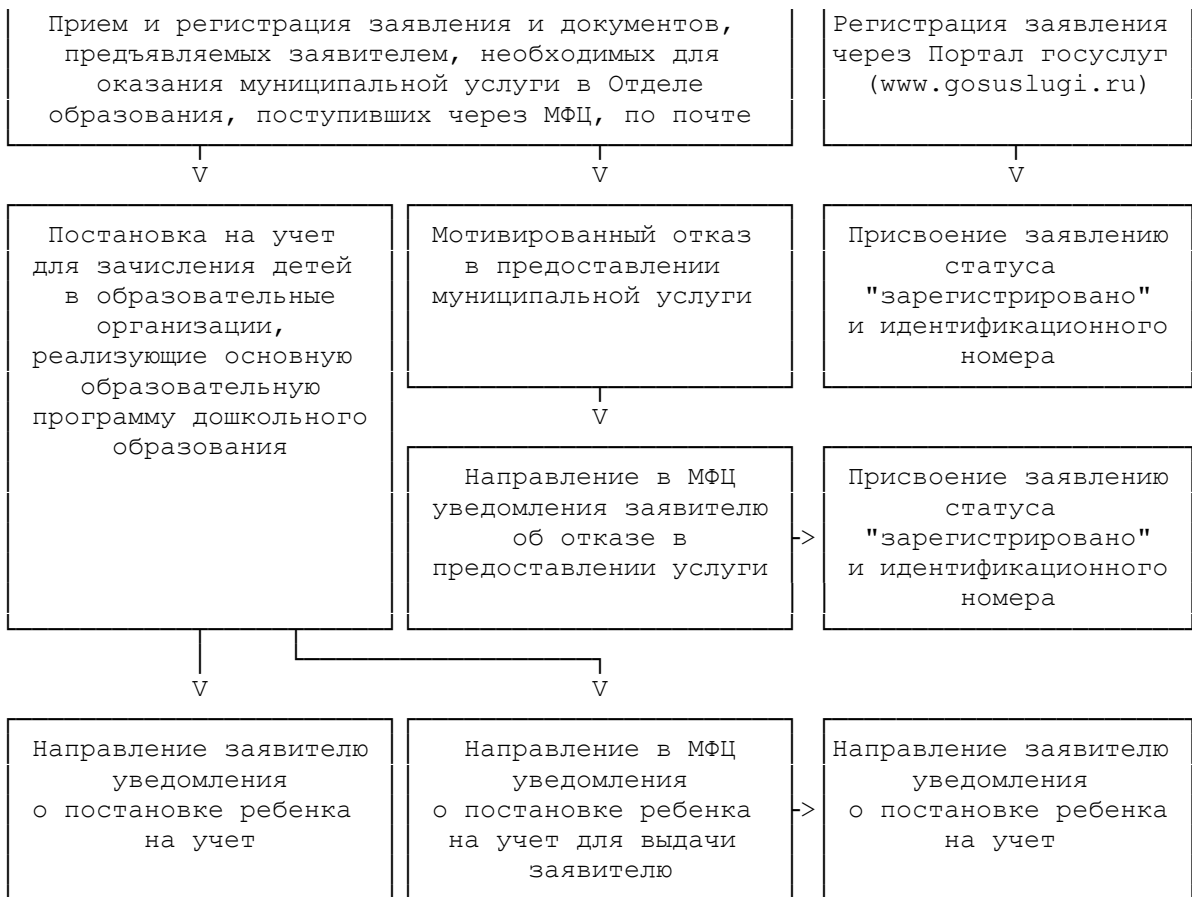 Прием и регистрация заявления и документов,
предъявляемых заявителем, необходимых для
оказания муниципальной услуги в Отделе
образования, поступивших через МФЦ, по почте
Регистрация заявления
через Портал госуслуг
(www.gosuslugi.ru)
V V V
Постановка на учет
для зачисления детей
в образовательные
организации,
реализующие основную
образовательную
программу дошкольного
образования
Мотивированный отказ
в предоставлении
муниципальной услуги
Присвоение заявлению
статуса
"зарегистрировано"
и идентификационного
номера
V
Направление в МФЦ
уведомления заявителю
об отказе в
предоставлении услуги
->
Присвоение заявлению
статуса
"зарегистрировано"
и идентификационного
номера
V V
Направление заявителю
уведомления
о постановке ребенка
на учет
Направление в МФЦ
уведомления
о постановке ребенка
на учет для выдачи
заявителю
->
Направление заявителю
уведомления
о постановке ребенка
на учет